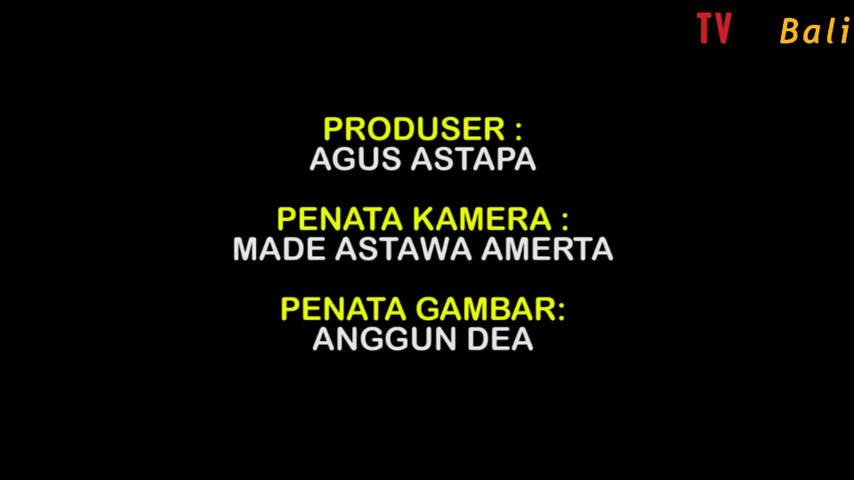 TV Bali
PRODUSER :
AGUS ASTAPA
PENATA KAMERA :
MADE ASTAWA AMERTA
PENATA GAMBAR:
ANGGUN DEA